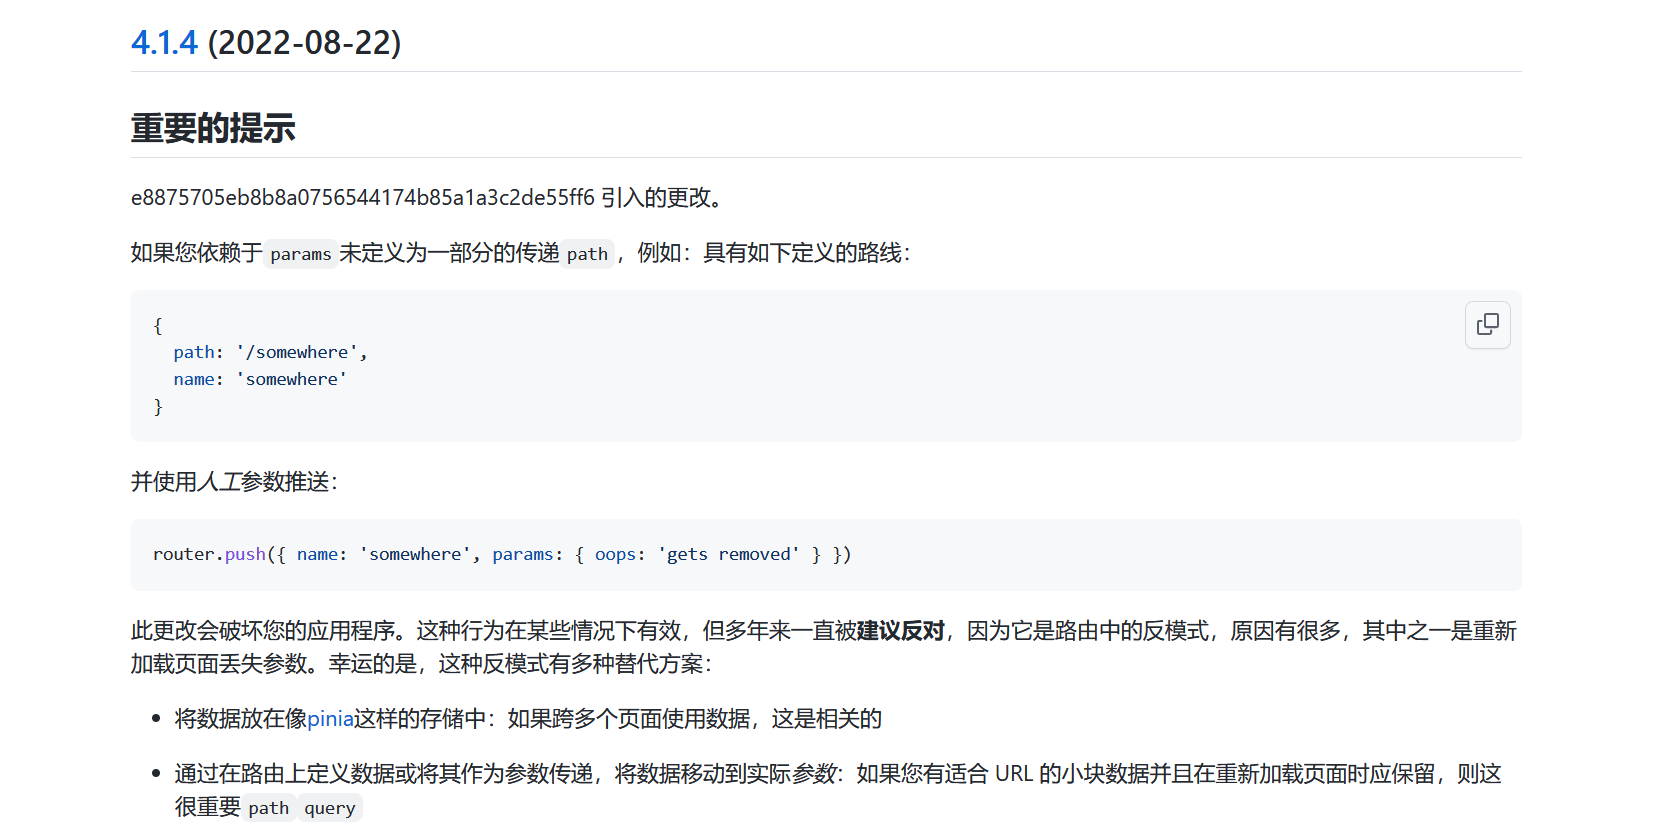 4.1.4 (2022-08-22)
重要的提示
e8875705eb8b8a0756544174b85a1a3c2de55ff6 引入的更改。
如果您依赖于 params 未定义为一部分的传递 path ，例如：具有如下定义的路线：
{
  path: '/somewhere',
  name: 'somewhere'
}
并使用人工参数推送：
router.push({ name: 'somewhere', params: { oops: 'gets removed' } })
此更改会破坏您的应用程序。这种行为在某些情况下有效，但多年来一直被建议反对，因为它是路由中的反模式，原因有很多，其中之一是重新
加载页面丢失参数。幸运的是，这种反模式有多种替代方案：
• 将数据放在像pinia这样的存储中：如果跨多个页面使用数据，这是相关的
• 通过在路由上定义数据或将其作为参数传递，将数据移动到实际参数：如果您有适合 URL 的小块数据并且在重新加载页面时应保留，则这
很重要 path query